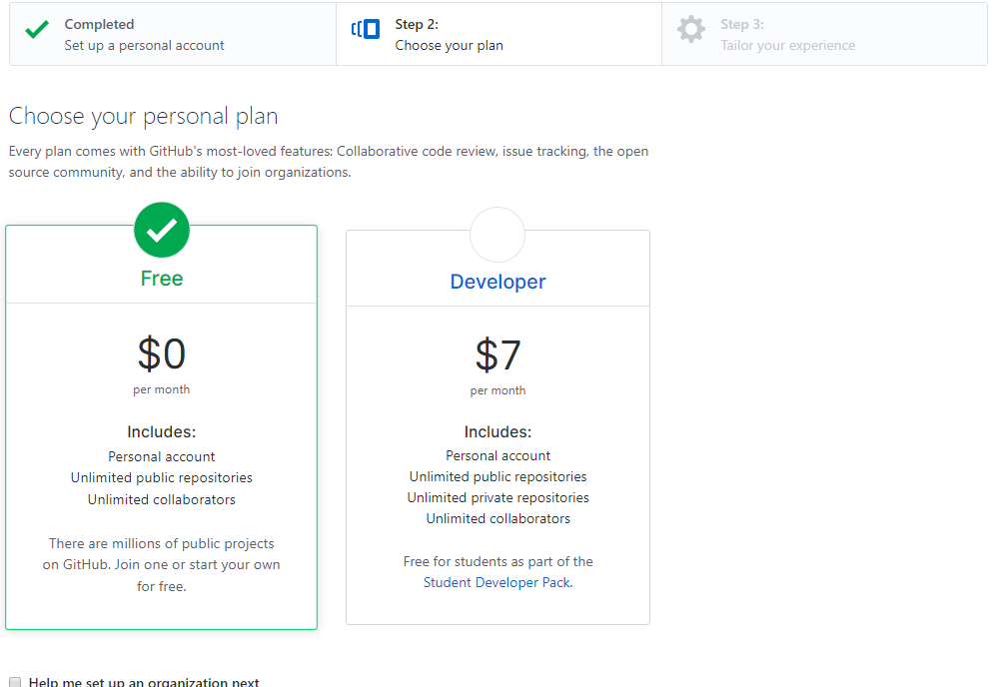 Completed
Set up a personal account
Step 2:
Choose your plan
Step 3:
Tailor your experience
Choose your personal plan
Every plan comes with GitHub's most-loved features: Collaborative code review, issue tracking, the open
source community, and the ability to join organizations.
Free
$0
per month
Includes:
Personal account
Unlimited public repositories
Unlimited collaborators
There are millions of public projects
on GitHub. Join one or start your own
for free.
Developer
$7
per month
Includes:
Personal account
Unlimited public repositories
Unlimited private repositories
Unlimited collaborators
Free for students as part of the
Student Developer Pack.
Help me set up an organization next